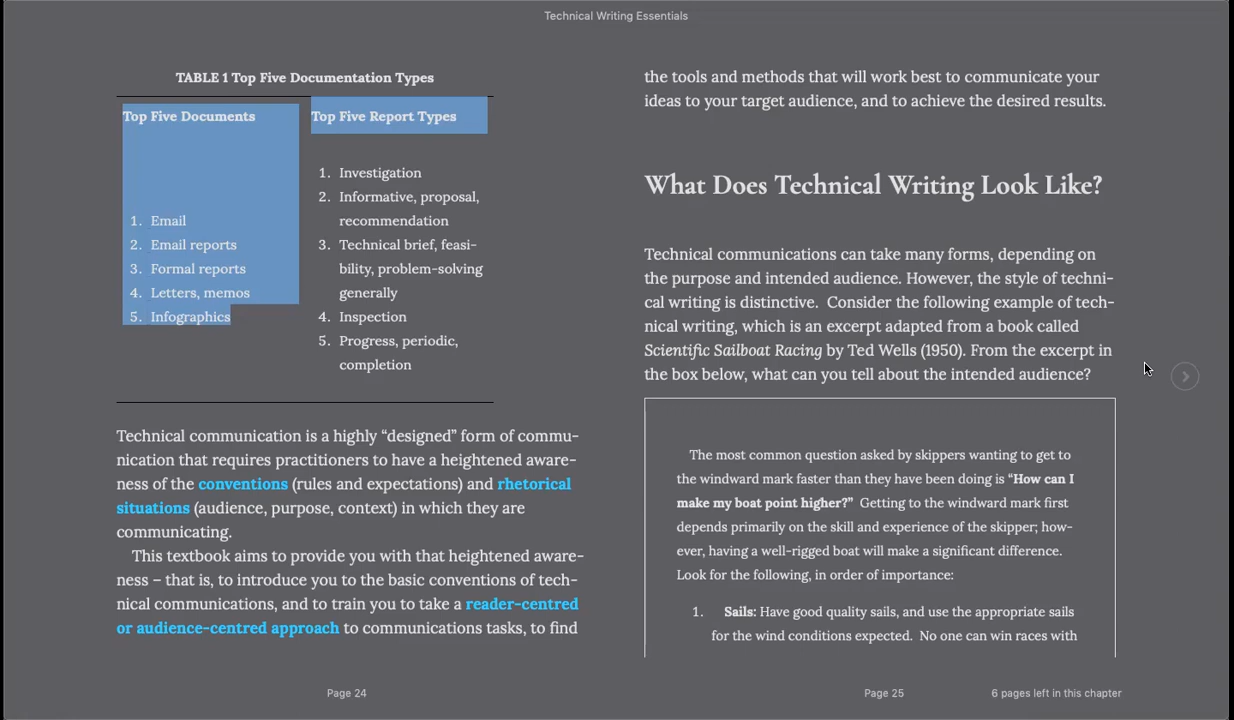 Technical Writing Essentials
TABLE 1 Top Five Documentation Types
Top Five Documents
1. Email
2. Email reports
3. Formal reports
4. Letters, memos
5. Infographics
Top Five Report Types
1. Investigation
2. Informative, proposal,
recommendation
3. Technical brief, feasi-
bility, problem-solving
generally
4. Inspection
5. Progress, periodic,
completion
Technical communication is a highly “designed” form of commu-
nication that requires practitioners to have a heightened aware-
ness of the conventions (rules and expectations) and rhetorical
situations (audience, purpose, context) in which they are
communicating.
This textbook aims to provide you with that heightened aware-
ness – that is, to introduce you to the basic conventions of tech-
nical communications, and to train you to take a reader-centred
or audience-centred approach to communications tasks, to find
Page 24
the tools and methods that will work best to communicate your
ideas to your target audience, and to achieve the desired results.
What Does Technical Writing Look Like?
Technical communications can take many forms, depending on
the purpose and intended audience. However, the style of techni-
cal writing is distinctive. Consider the following example of tech-
nical writing, which is an excerpt adapted from a book called
Scientific Sailboat Racing by Ted Wells (1950). From the excerpt in
the box below, what can you tell about the intended audience?
The most common question asked by skippers wanting to get to
the windward mark faster than they have been doing is “How can I
make my boat point higher?” Getting to the windward mark first
depends primarily on the skill and experience of the skipper; how-
ever, having a well-rigged boat will make a significant difference.
Look for the following, in order of importance:
1. Sails: Have good quality sails, and use the appropriate sails
for the wind conditions expected. No one can win races with
Page 25
6 pages left in this chapter